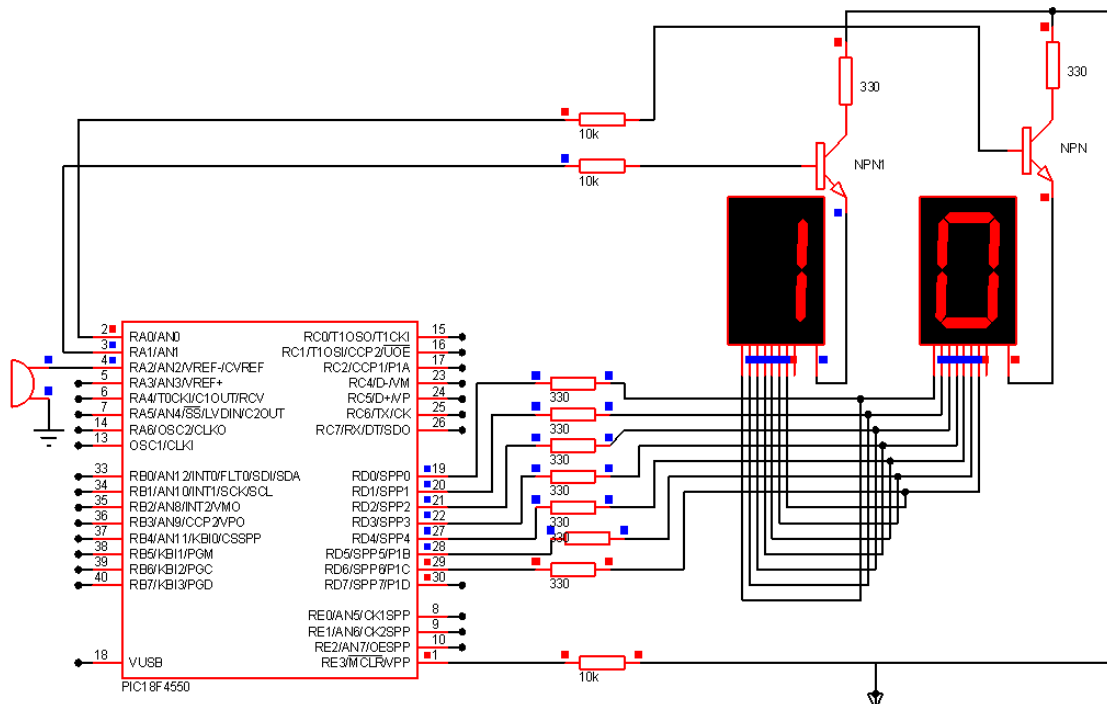 330
330
10k
NPN
NPN1
10k
1 0
2 RA0/AN0 RC0/T1OSO/T1CKI 15
3 RA1/AN1 RC1/T1OSI/CCP2/UOE 16
4 RA2/AN2/VREF-/CVREF RC2/CCP1/P1A 17
5 RA3/AN3/VREF+ RC4/D-/VM 23
6 RA4/T0CKI/C1OUT/RCV RC5/D+/VP 24
7 RA5/AN4/SS/LVDIN/C2OUT RC6/TX/CK 25
14 RA6/OSC2/CLKO RC7/RX/DT/SDO 26
13 OSC1/CLKI
33 RB0/AN12/INT0/FLT0/SDI/SDA RD0/SPP0 19
34 RB1/AN10/INT1/SCK/SCL RD1/SPP1 20
35 RB2/AN8/INT2/VMO RD2/SPP2 21
36 RB3/AN9/CCP2/VPO RD3/SPP3 22
37 RB4/AN11/KBI0/CSSPP RD4/SPP4 27
38 RB5/KBI1/PGM RD5/SPP5/P1B 28
39 RB6/KBI2/PGC RD6/SPP6/P1C 29
40 RB7/KBI3/PGD RD7/SPP7/P1D 30
RE0/AN5/CK1SPP 8
RE1/AN6/CK2SPP 9
RE2/AN7/OESPP 10
18 VUSB RE3/MCLR/VPP 1
PIC18F4550
330
330
330
330
330
330
330
10k